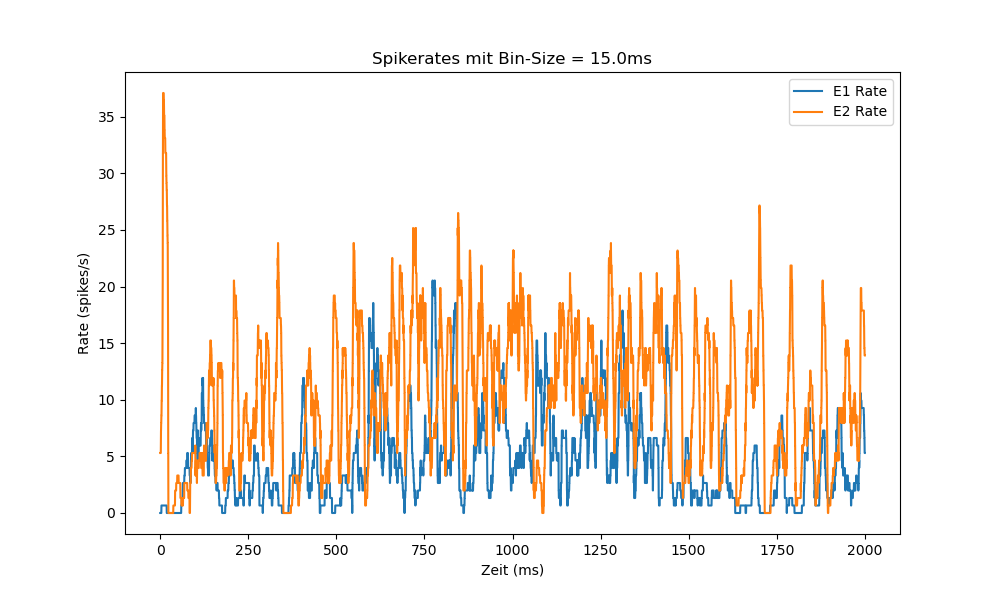 Spikerates mit Bin-Size = 15.0ms
E1 Rate
E2 Rate
Rate (spikes/s)
35
30
25
20
15
10
5
0
0 250 500 750 1000 1250 1500 1750 2000
Zeit (ms)